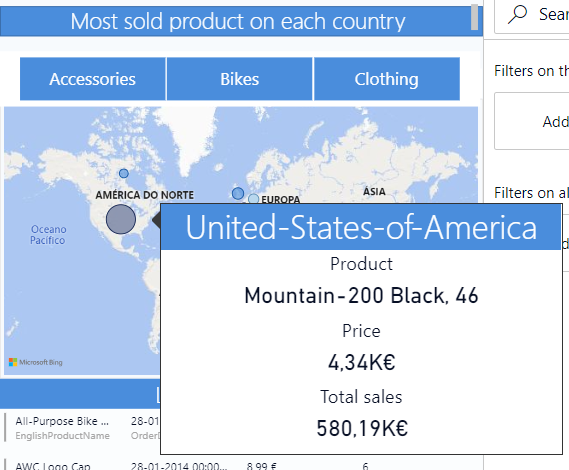 Most sold product on each country
Sear
Accessories
Bikes
Clothing
Filters on th
Add
AMÉRICA DO NORTE
EUROPA
ÁSIA
Filters on al
Oceano
Pacífico
United-States-of-America
Product
Mountain-200 Black, 46
Price
4,34K€
Total sales
580,19K€
Microsoft Bing
All-Purpose Bike ...
28-01
EnglishProductName
OrderD
AWC Logo Cap
28-01-2014 00:00...
8,99 €
6